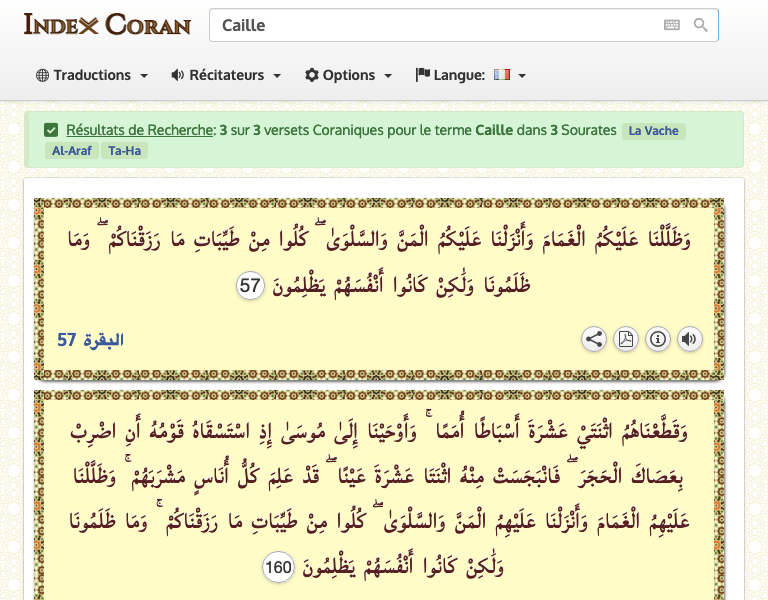 INDEX CORAN
Caille
Traductions
Récitateurs
Options
Langue:
Résultats de Recherche: 3 sur 3 versets Coraniques pour le terme Caille dans 3 Sourates La Vache
Al-Araf Ta-Ha
وَظَلَّلْنَا عَلَيْكُمُ الْغَمَامَ وَأَنْزَلْنَا عَلَيْكُمُ الْمَنَّ وَالسَّلْوَىٰ ۖ كُلُوا مِنْ طَيِّبَاتِ مَا رَزَقْنَاكُمْ ۖ وَمَا
ظَلَمُونَا وَلَٰكِنْ كَانُوا أَنْفُسَهُمْ يَظْلِمُونَ 57
البقرة 57
وَقَطَّعْنَاهُمُ اثْنَتَيْ عَشْرَةَ أَسْبَاطًا أُمَمًا ۚ وَأَوْحَيْنَا إِلَىٰ مُوسَىٰ إِذِ اسْتَسْقَاهُ قَوْمُهُ أَنِ اضْرِبْ
بِعَصَاكَ الْحَجَرَ ۖ فَانْبَجَسَتْ مِنْهُ اثْنَتَا عَشْرَةَ عَيْنًا ۖ قَدْ عَلِمَ كُلُّ أُنَاسٍ مَشْرَبَهُمْ ۚ وَظَلَّلْنَا
عَلَيْهِمُ الْغَمَامَ وَأَنْزَلْنَا عَلَيْهِمُ الْمَنَّ وَالسَّلْوَىٰ ۖ كُلُوا مِنْ طَيِّبَاتِ مَا رَزَقْنَاكُمْ ۚ وَمَا ظَلَمُونَا
وَلَٰكِنْ كَانُوا أَنْفُسَهُمْ يَظْلِمُونَ 160